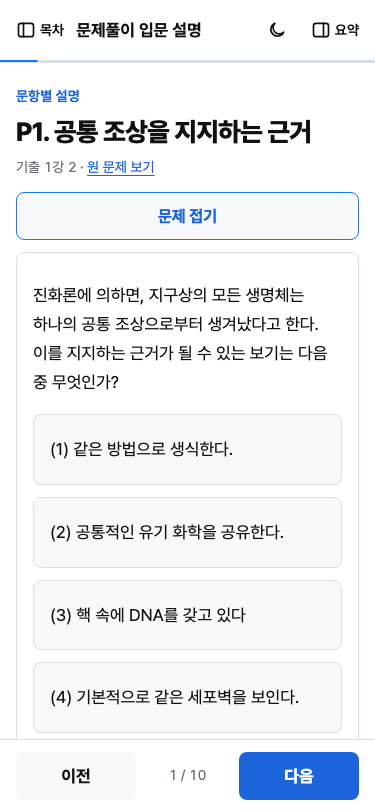 목차 문제풀이 입문 설명 요약
문항별 설명
P1. 공통 조상을 지지하는 근거
기출 1강 2 · 원 문제 보기
문제 접기
진화론에 의하면, 지구상의 모든 생명체는
하나의 공통 조상으로부터 생겨났다고 한다.
이를 지지하는 근거가 될 수 있는 보기는 다음
중 무엇인가?
(1) 같은 방법으로 생식한다.
(2) 공통적인 유기 화학을 공유한다.
(3) 핵 속에 DNA를 갖고 있다
(4) 기본적으로 같은 세포벽을 보인다.
이전 1 / 10 다음